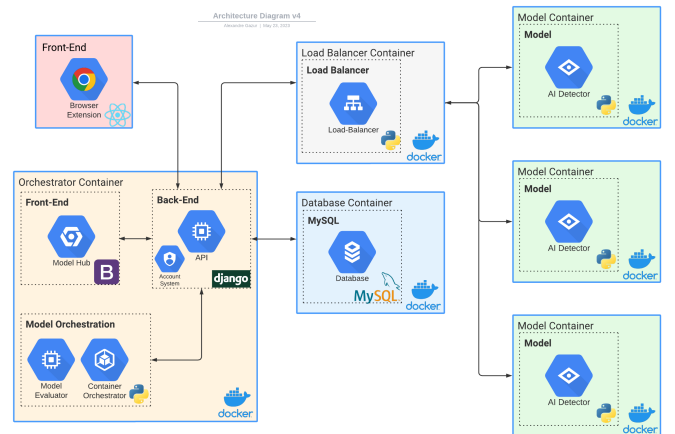 Architecture Diagram v4
Front-End
Browser
Extension
Orchestrator Container
Front-End
Model Hub
B
Back-End
API
Account
System
django
Model Orchestration
Model
Evaluator
Container
Orchestrator
docker
Load Balancer Container
Load Balancer
Load-Balancer
docker
Database Container
MySQL
Database
MySQL
docker
Model Container
Model
AI Detector
docker
Model Container
Model
AI Detector
docker
Model Container
Model
AI Detector
docker